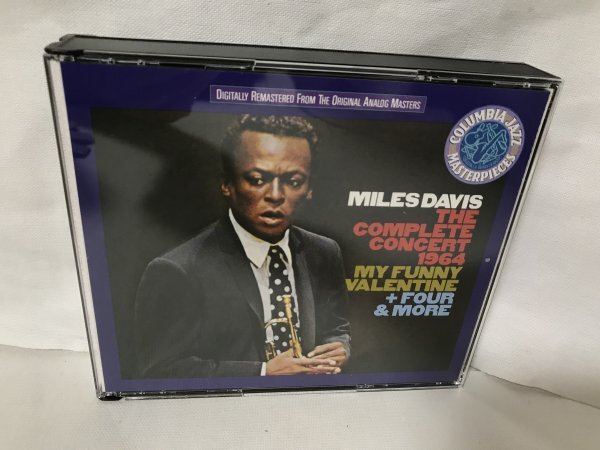 DIGITALLY REMASTERED FROM THE ORIGINAL ANALOG MASTERS
COLUMBIA JAZZ
MASTERPIECES
MILES DAVIS
THE
COMPLETE
CONCERT
1964
MY FUNNY
VALENTINE
+ FOUR
& MORE